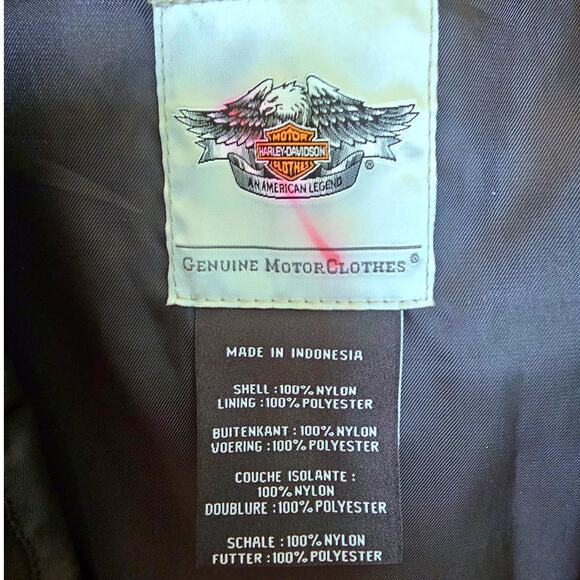 MOTOR
HARLEY-DAVIDSON
CLOTHES
AN AMERICAN LEGEND ®
GENUINE MOTORCLOTHES ®
MADE IN INDONESIA
SHELL : 100% NYLON
LINING : 100% POLYESTER
BUITENKANT : 100% NYLON
VOERING : 100% POLYESTER
COUCHE ISOLANTE :
100% NYLON
DOUBLURE : 100% POLYESTER
SCHALE : 100% NYLON
FUTTER : 100% POLYESTER